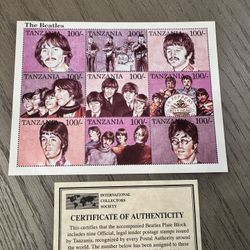 The Beatles
TANZANIA 100/-
TANZANIA 100/-
TANZANIA 100/-
TANZANIA 100/-
TANZANIA 100/-
TANZANIA 100/-
TANZANIA 100/-
TANZANIA 100/-
TANZANIA 100/-
INTERNATIONAL
COLLECTORS
SOCIETY
CERTIFICATE OF AUTHENTICITY
This certifies that the accompanied Beatles Plate Block
includes nine Official, legal tender postage stamps issued
by Tanzania, recognized by every Postal Authority around
the world. The number below has been assigned to